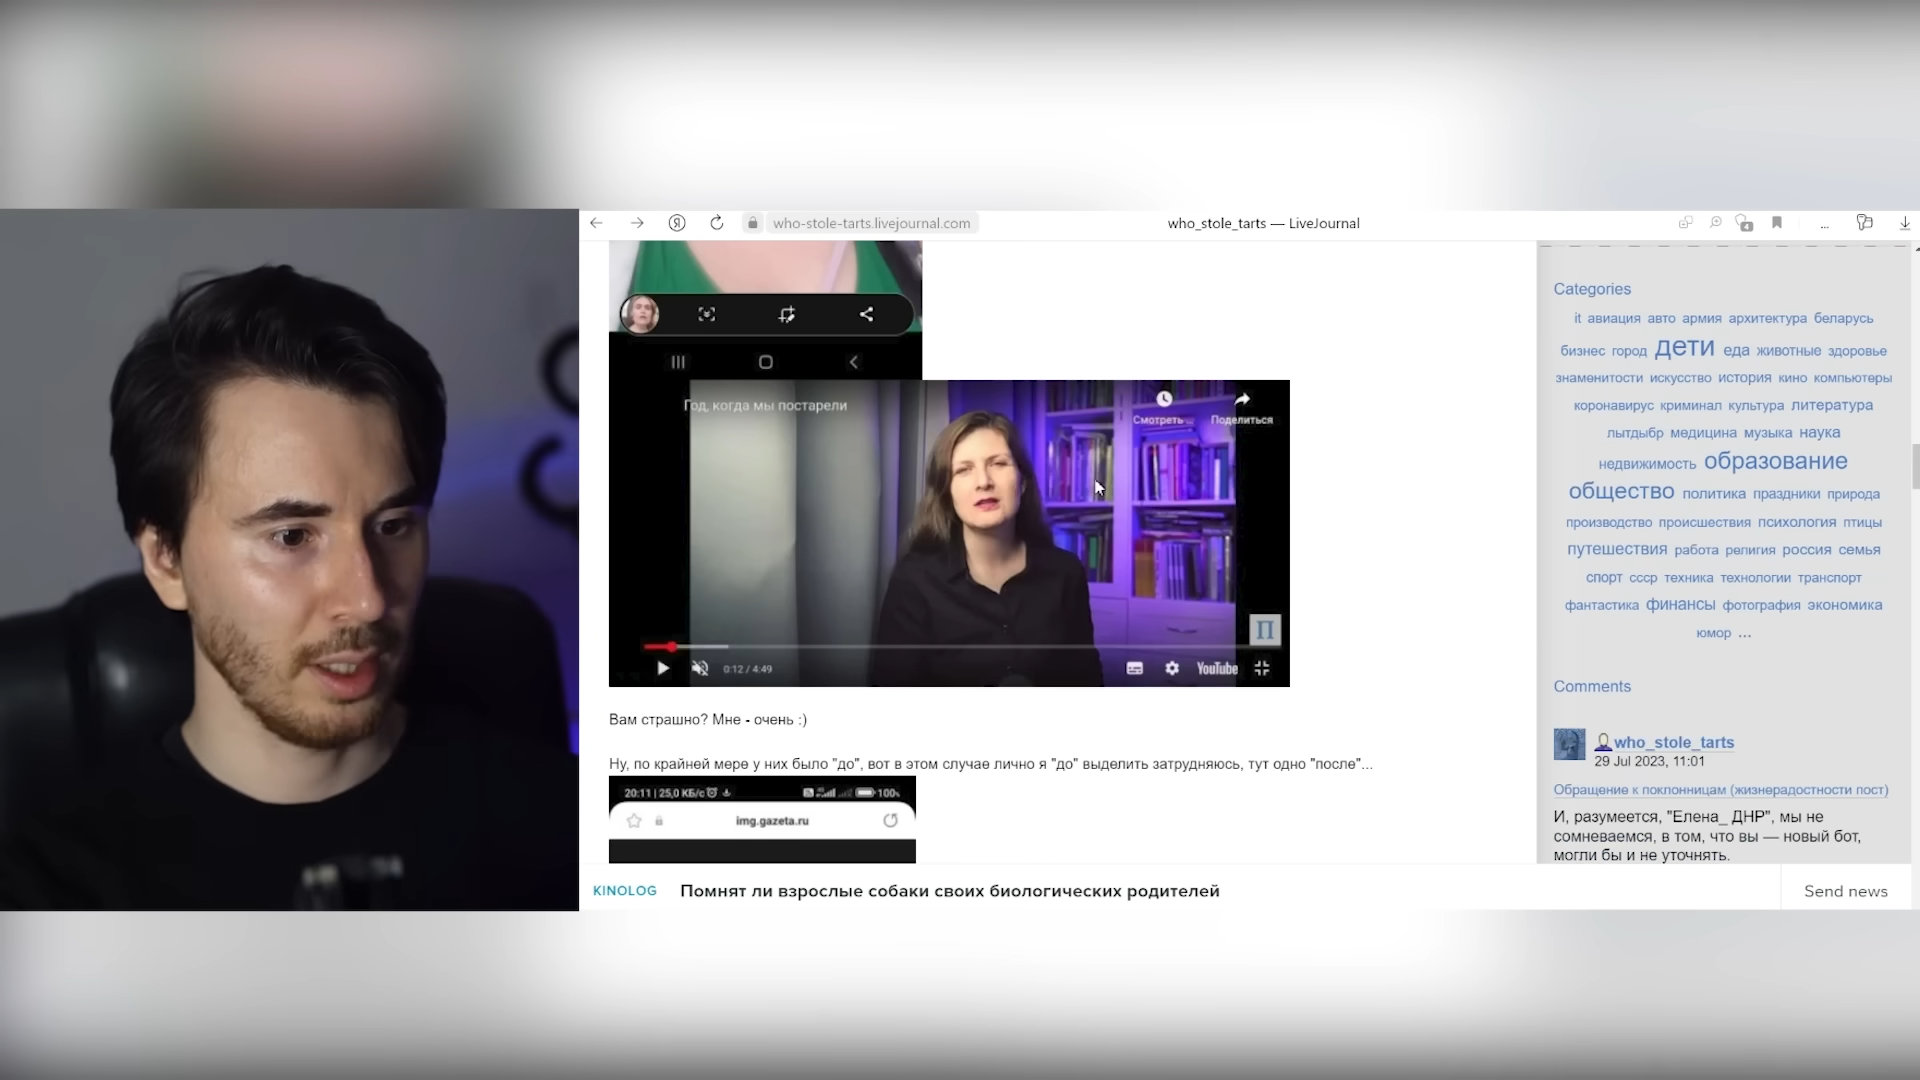 who-stole-tarts.livejournal.com
who_stole_tarts — LiveJournal
4
...
Год, когда мы постарели
Смотреть
Поделиться
П
0:12 / 4:49
YouTube
Вам страшно? Мне - очень :)
Ну, по крайней мере у них было "до", вот в этом случае лично я "до" выделить затрудняюсь, тут одно "после"...
20:11 | 25,0 КБ/с
100
img.gazeta.ru
Categories
it авиация авто армия архитектура беларусь
бизнес город дети еда животные здоровье
знаменитости искусство история кино компьютеры
коронавирус криминал культура литература
лытдыбр медицина музыка наука
недвижимость образование
общество политика праздники природа
производство происшествия психология птицы
путешествия работа религия россия семья
спорт ссср техника технологии транспорт
фантастика финансы фотография экономика
юмор ...
Comments
who_stole_tarts
29 Jul 2023, 11:01
Обращение к поклонницам (жизнерадостности пост)
И, разумеется, "Елена_ ДНР", мы не
сомневаемся, в том, что вы — новый бот,
могли бы и не уточнять.
KINOLOG Помнят ли взрослые собаки своих биологических родителей
Send news